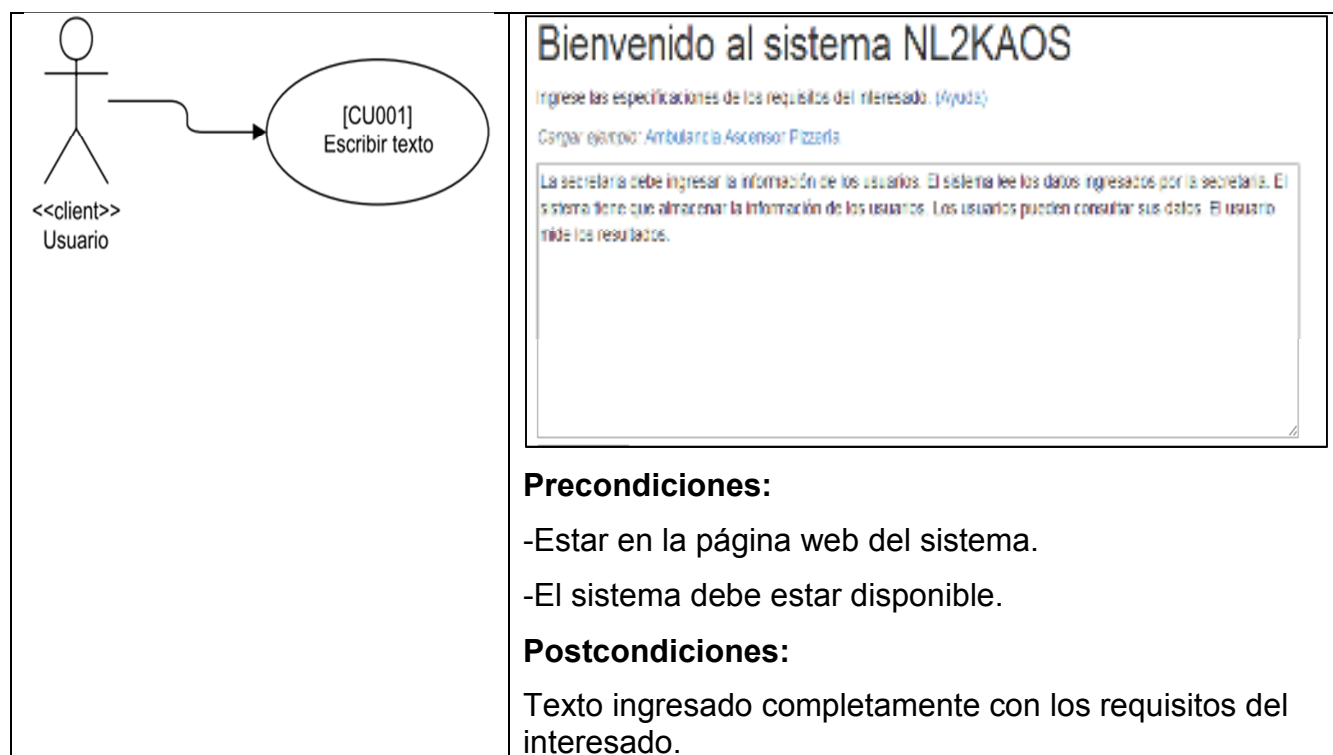 [CU001]
Escribir texto
<<client>>
Usuario
Bienvenido al sistema NL2KAOS
Ingrese las especificaciones de los requisitos del interesado. (Ayuda)
Cargar ejemplo: Ambulancia Ascensor Pizzería
La secretaria debe ingresar la información de los usuarios. El sistema lee los datos ingresados por la secretaria. El
sistema tiene que almacenar la información de los usuarios. Los usuarios pueden consultar sus datos. El usuario
mide los resultados.
Precondiciones:
-Estar en la página web del sistema.
-El sistema debe estar disponible.
Postcondiciones:
Texto ingresado completamente con los requisitos del
interesado.